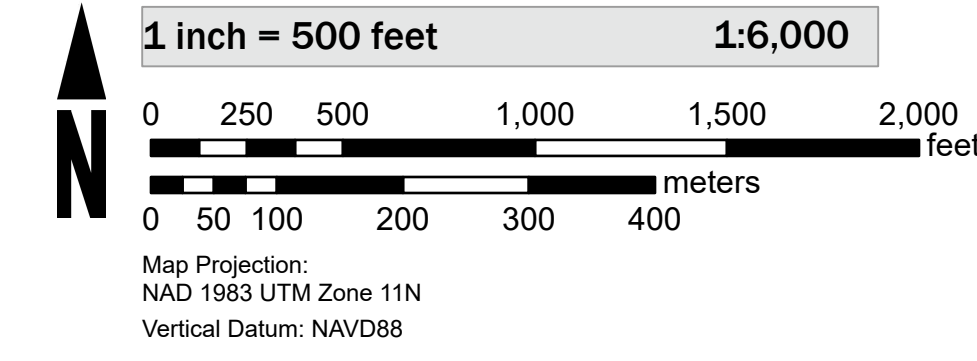 1 inch = 500 feet 1:6,000
0 250 500 1,000 1,500 2,000
feet
meters
0 50 100 200 300 400
N
Map Projection:
NAD 1983 UTM Zone 11N
Vertical Datum: NAVD88